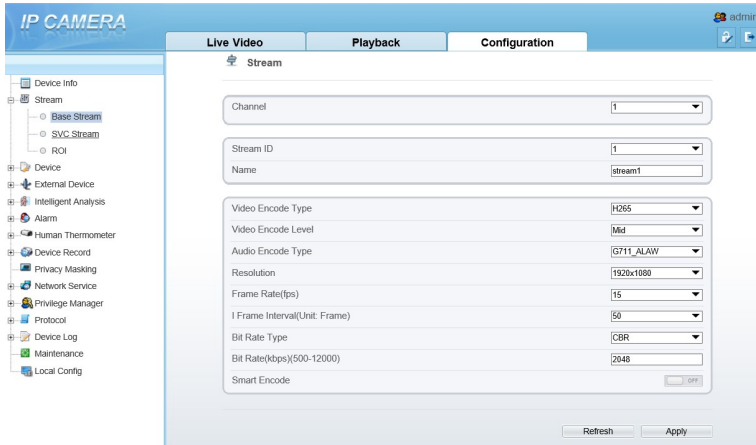 IP CAMERA
admin
Live Video
Playback
Configuration
Stream
Device Info
Stream
Base Stream
SVC Stream
ROI
Device
External Device
Intelligent Analysis
Alarm
Human Thermometer
Device Record
Privacy Masking
Network Service
Privilege Manager
Protocol
Device Log
Maintenance
Local Config
Channel 1
Stream ID 1
Name stream1
Video Encode Type H265
Video Encode Level Mid
Audio Encode Type G711_ALAW
Resolution 1920x1080
Frame Rate(fps) 15
I Frame Interval(Unit: Frame) 50
Bit Rate Type CBR
Bit Rate(kbps)(500-12000) 2048
Smart Encode OFF
Refresh Apply